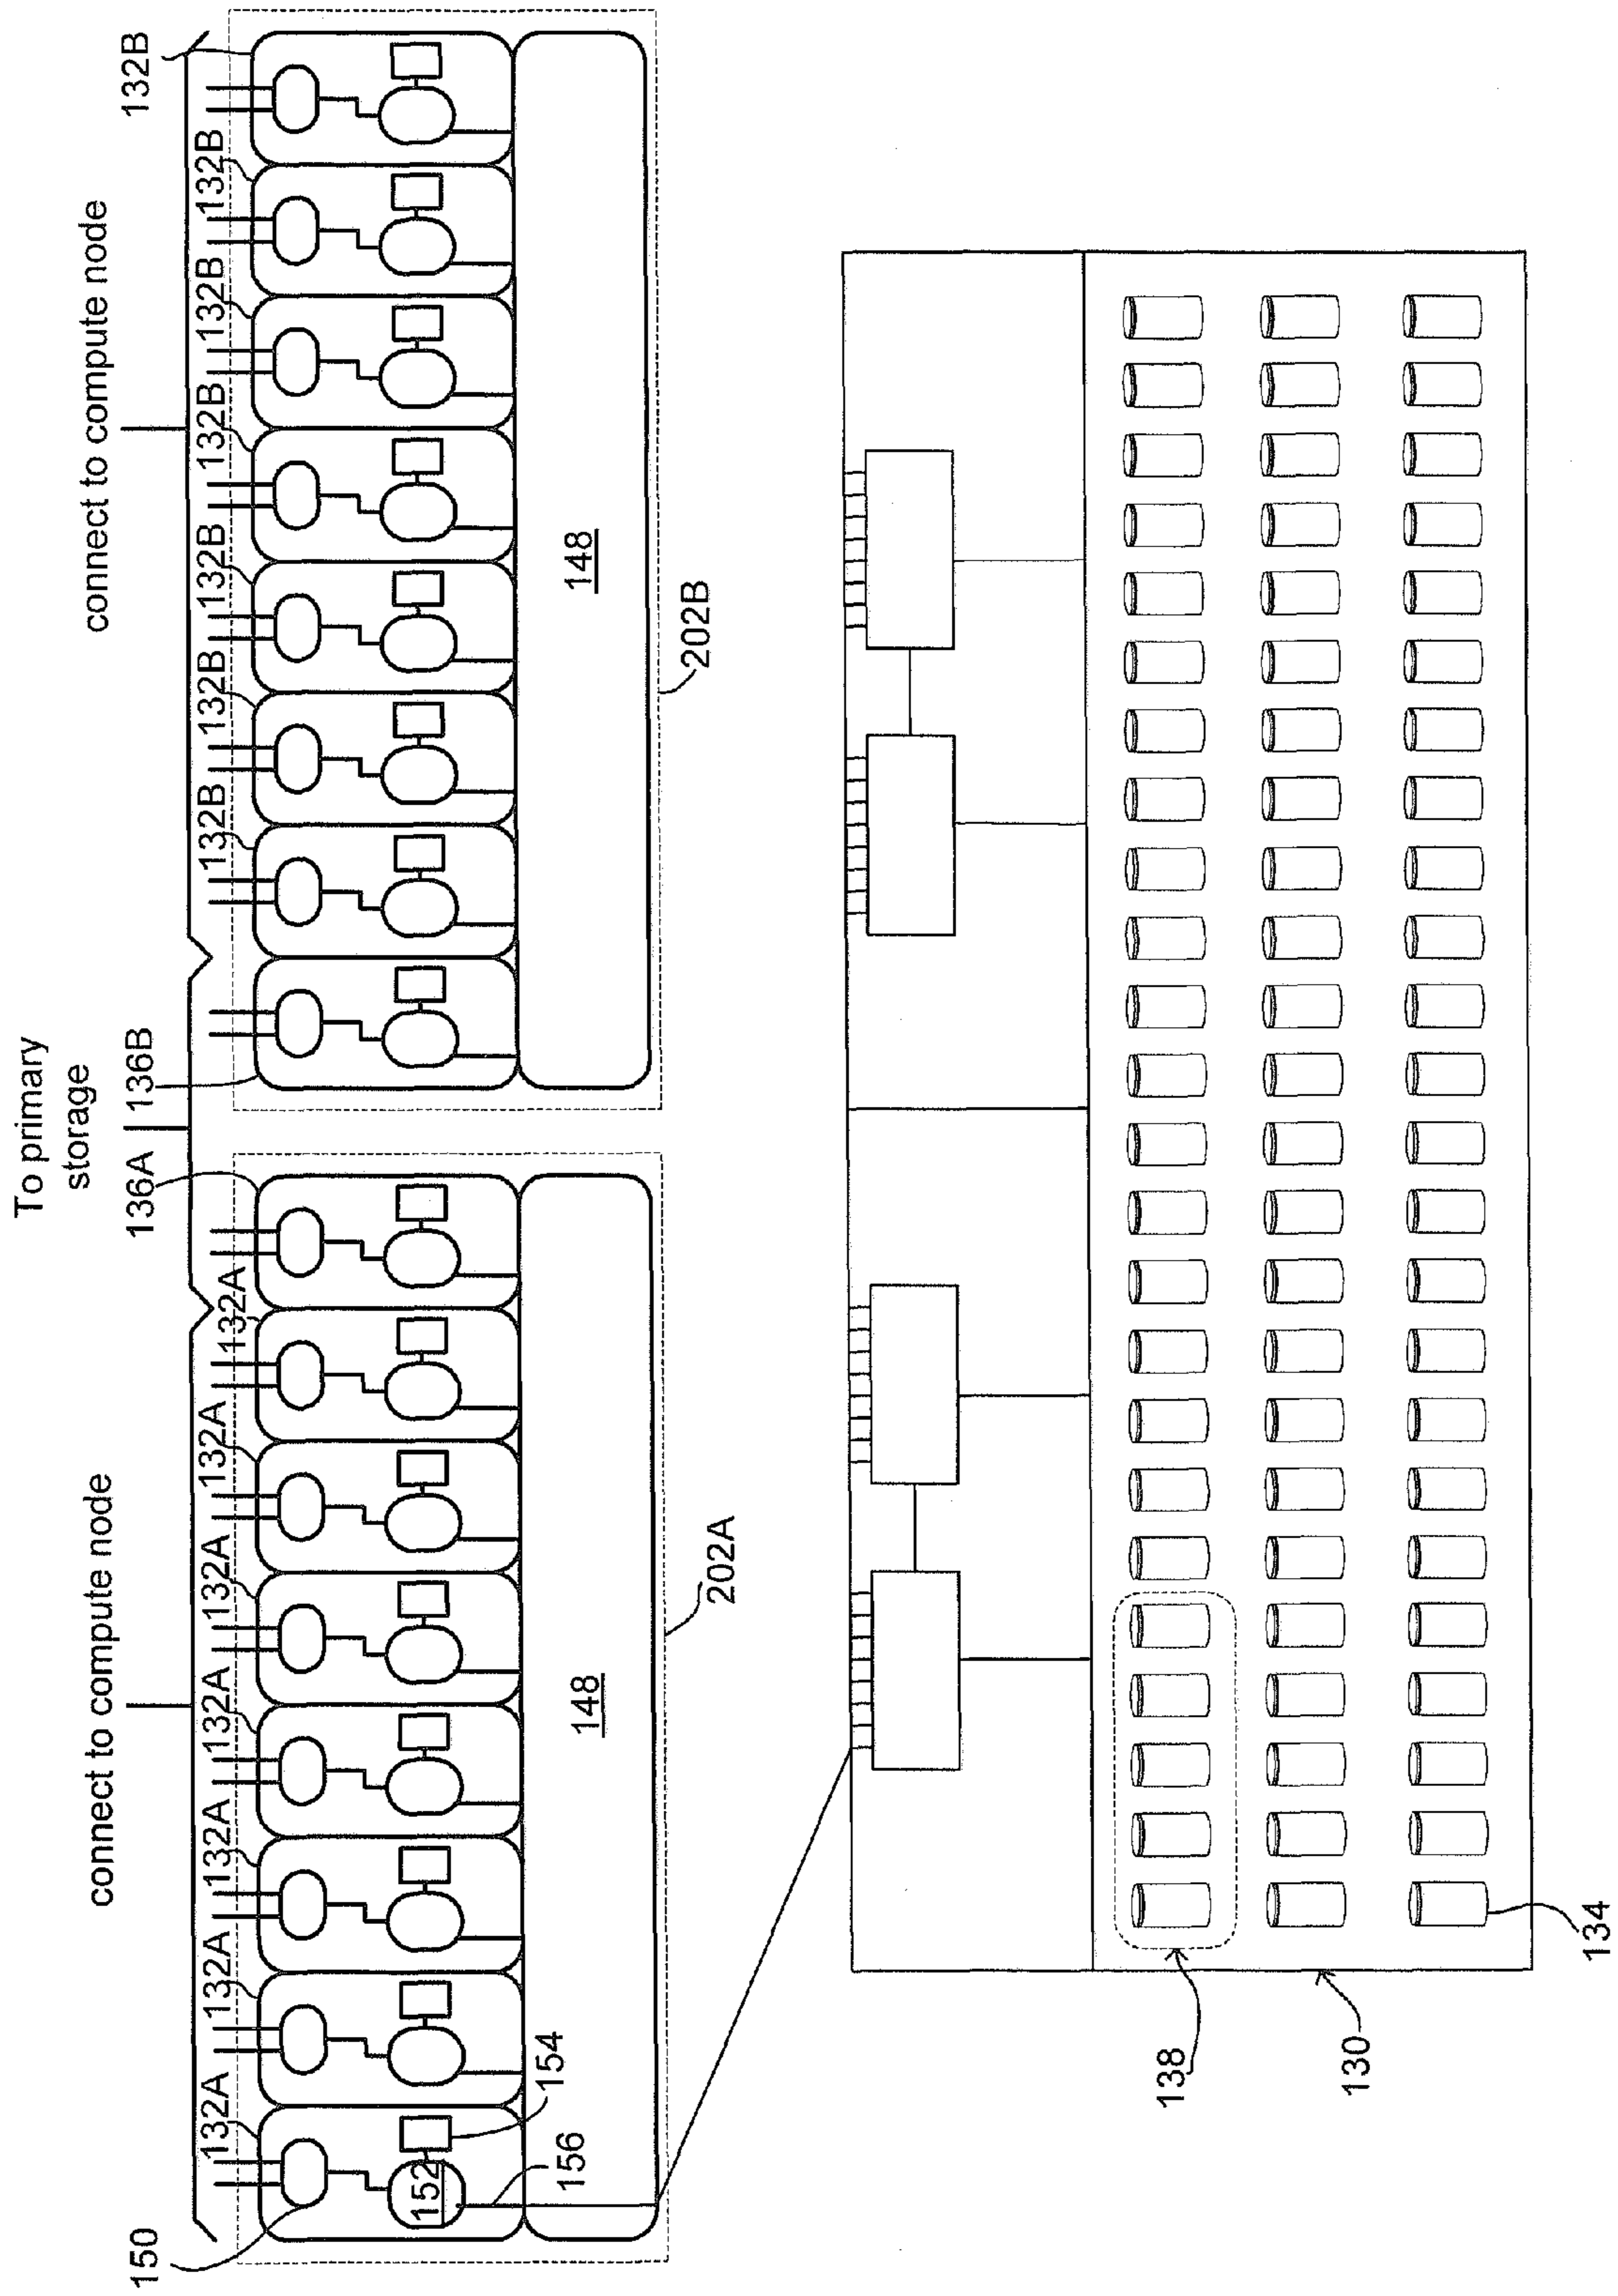 To primary
storage
connect to compute node
connect to compute node
150
136A
136B
132B
132A
132A
132A
132A
132A
132A
132A
132B
132B
132B
132B
132B
132B
152
154
156
148
148
202A
202B
138
130
134